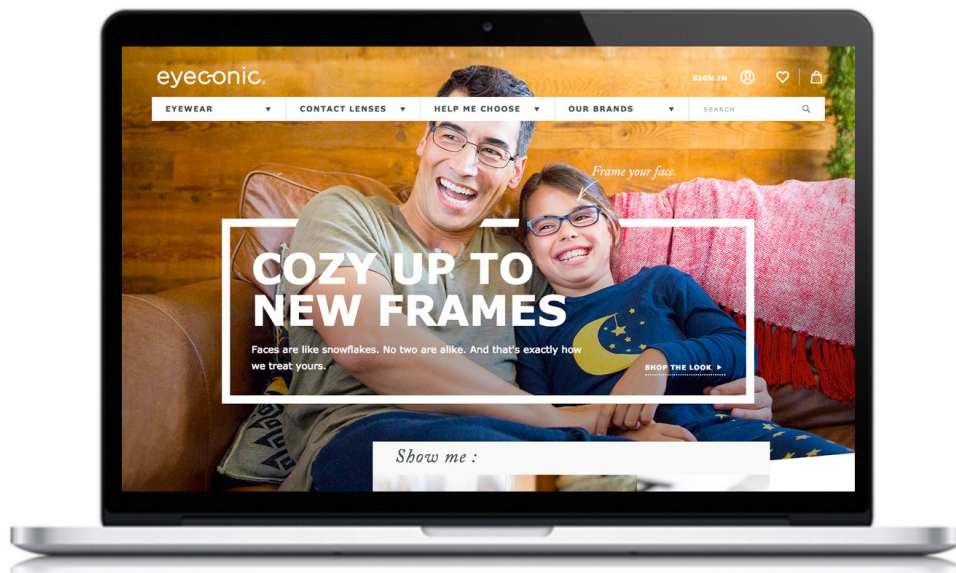 eyeconic.
SIGN IN
EYEWEAR
CONTACT LENSES
HELP ME CHOOSE
OUR BRANDS
SEARCH
Frame your face.
COZY UP TO
NEW FRAMES
Faces are like snowflakes. No two are alike. And that's exactly how
we treat yours.
SHOP THE LOOK
Show me :